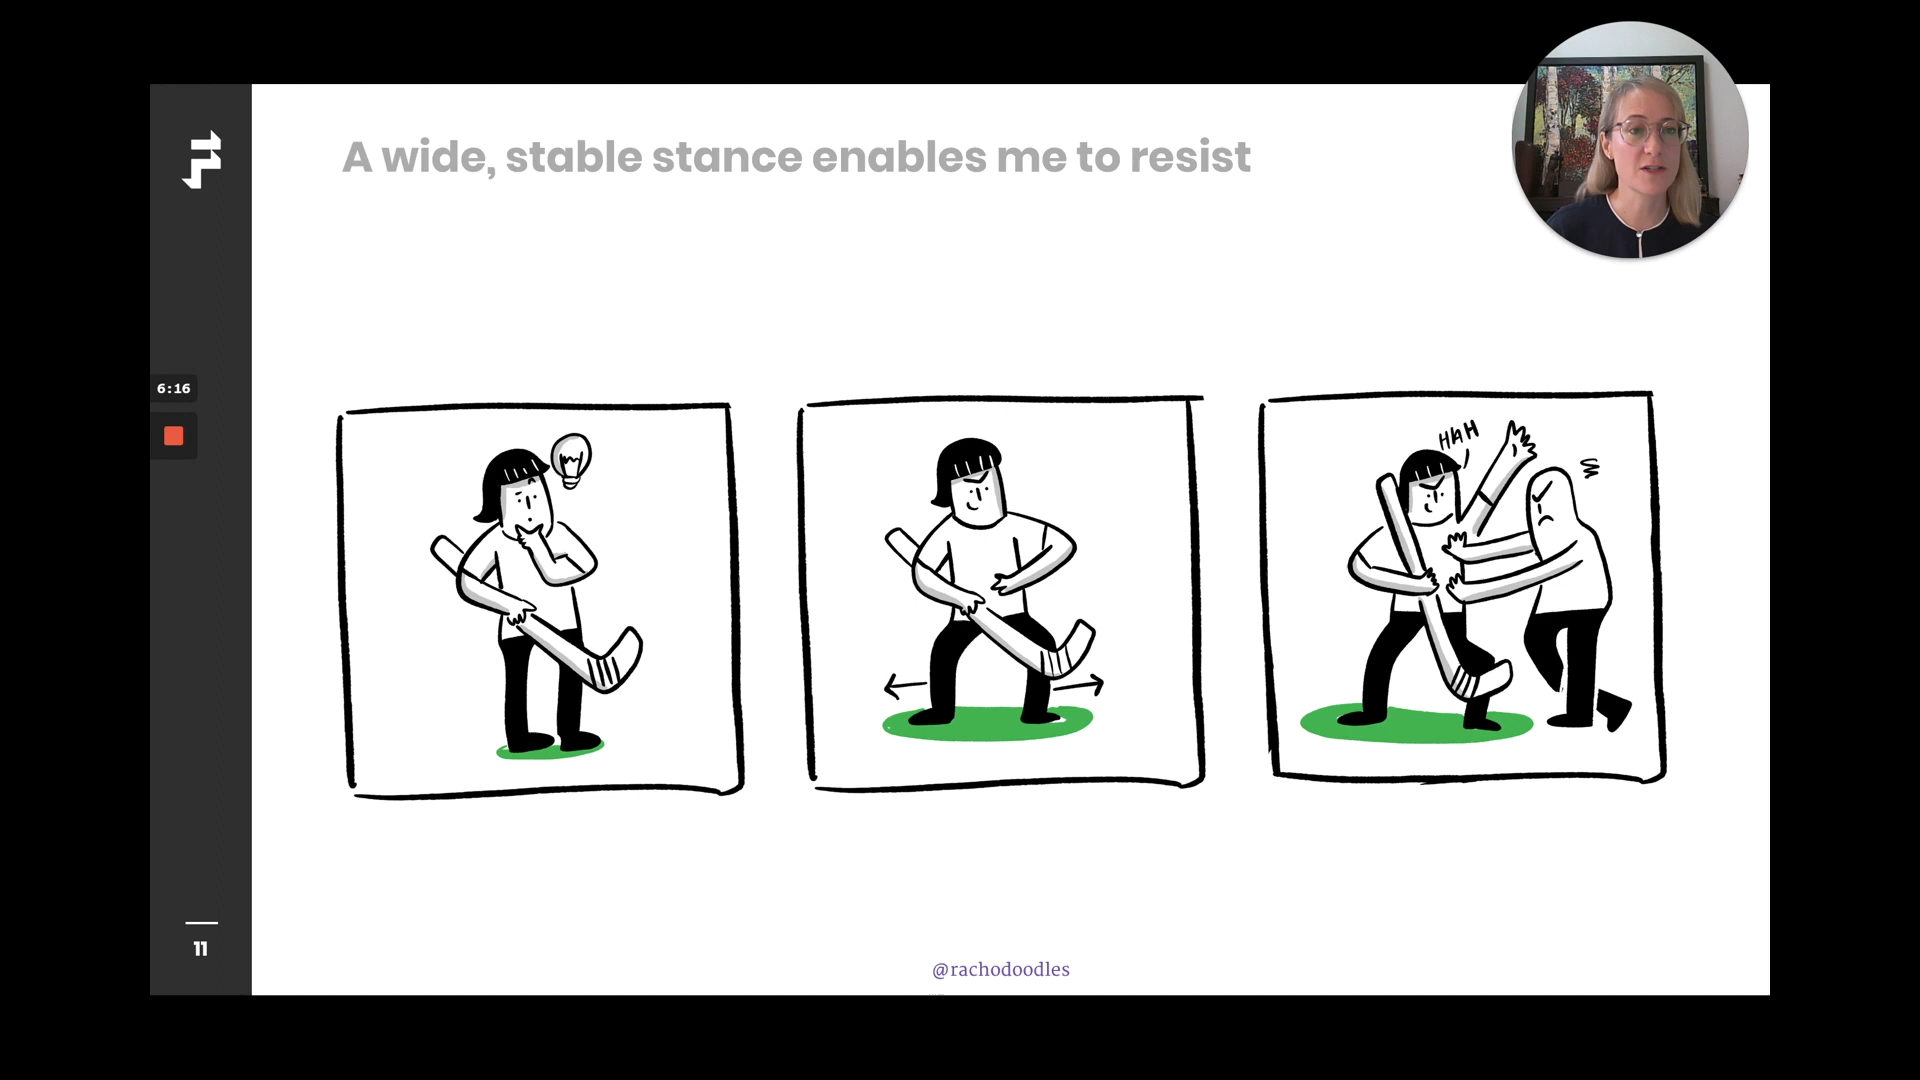 A wide, stable stance enables me to resist
6:16
HAH
11
@rachodoodles